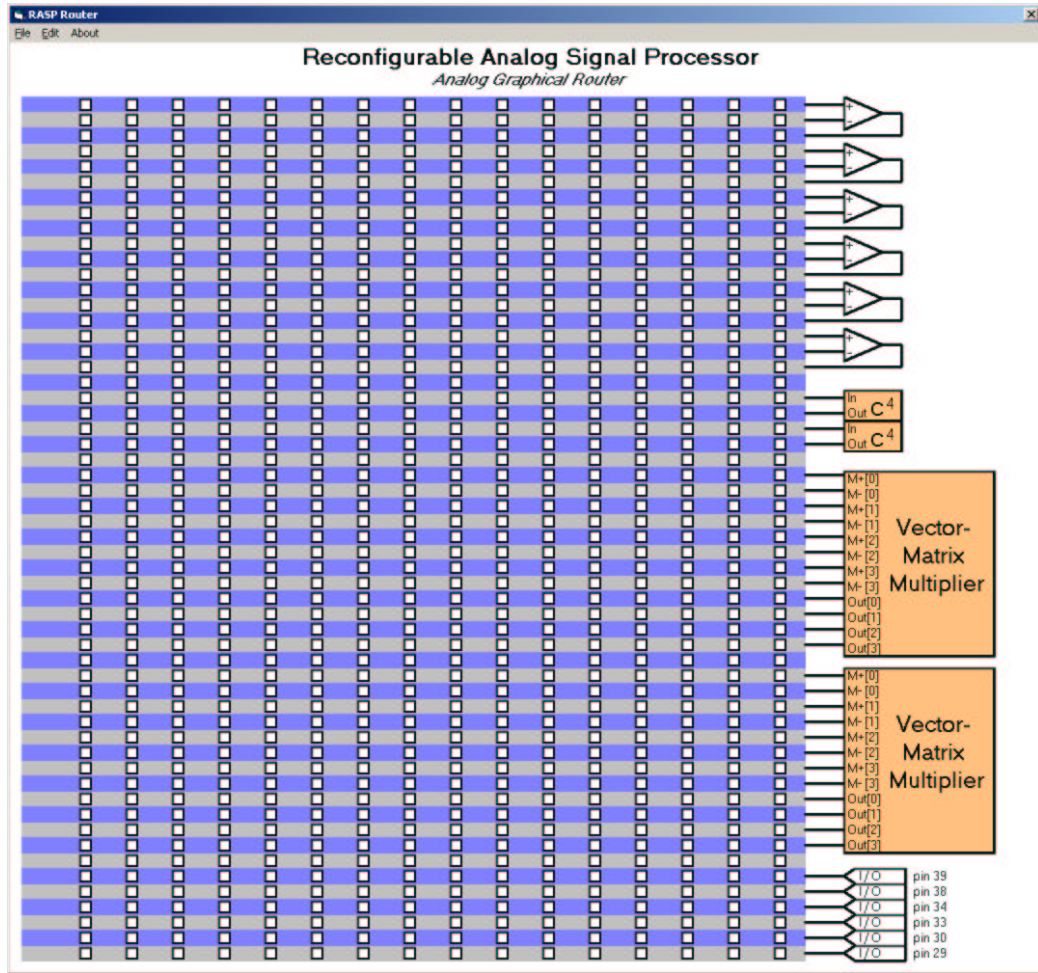 RASP Router
File Edit About
Reconfigurable Analog Signal Processor
Analog Graphical Router
+
-
+
-
+
-
+
-
+
-
+
-
In
Out C4
In
Out C4
M+[0]
M-[0]
M+[1]
M-[1]
M+[2]
M-[2]
M+[3]
M-[3]
Out[0]
Out[1]
Out[2]
Out[3]
Vector-
Matrix
Multiplier
M+[0]
M-[0]
M+[1]
M-[1]
M+[2]
M-[2]
M+[3]
M-[3]
Out[0]
Out[1]
Out[2]
Out[3]
Vector-
Matrix
Multiplier
I/O pin 39
I/O pin 38
I/O pin 34
I/O pin 33
I/O pin 30
I/O pin 29